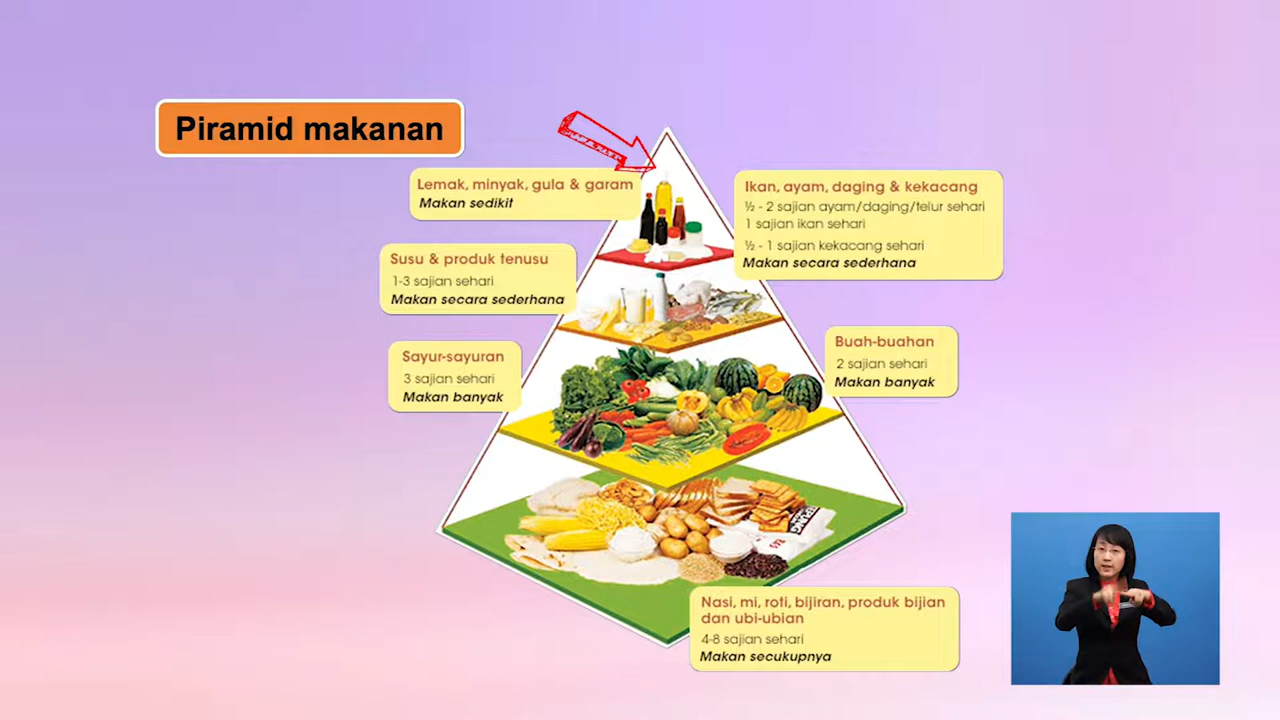 Piramid makanan
Lemak, minyak, gula & garam
Makan sedikit
Ikan, ayam, daging & kekacang
½ - 2 sajian ayam/daging/telur sehari
1 sajian ikan sehari
½ - 1 sajian kekacang sehari
Makan secara sederhana
Susu & produk tenusu
1-3 sajian sehari
Makan secara sederhana
Sayur-sayuran
3 sajian sehari
Makan banyak
Buah-buahan
2 sajian sehari
Makan banyak
Nasi, mi, roti, bijiran, produk bijian
dan ubi-ubian
4-8 sajian sehari
Makan secukupnya